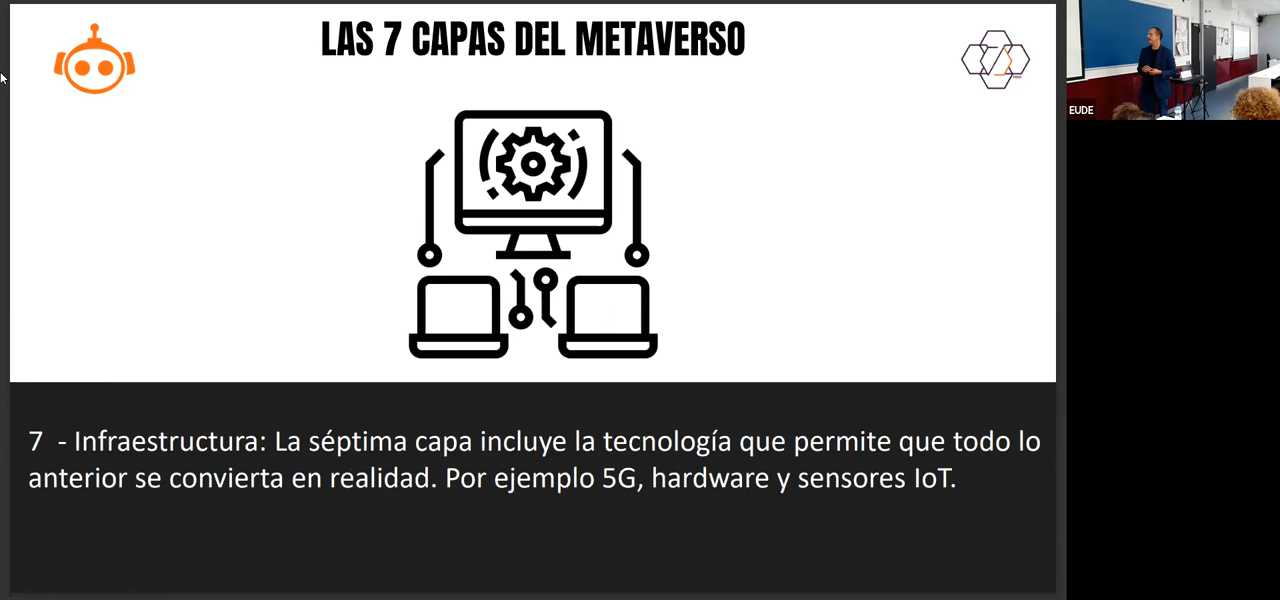 LAS 7 CAPAS DEL METAVERSO
EUDE
7 - Infraestructura: La séptima capa incluye la tecnología que permite que todo lo
anterior se convierta en realidad. Por ejemplo 5G, hardware y sensores IoT.